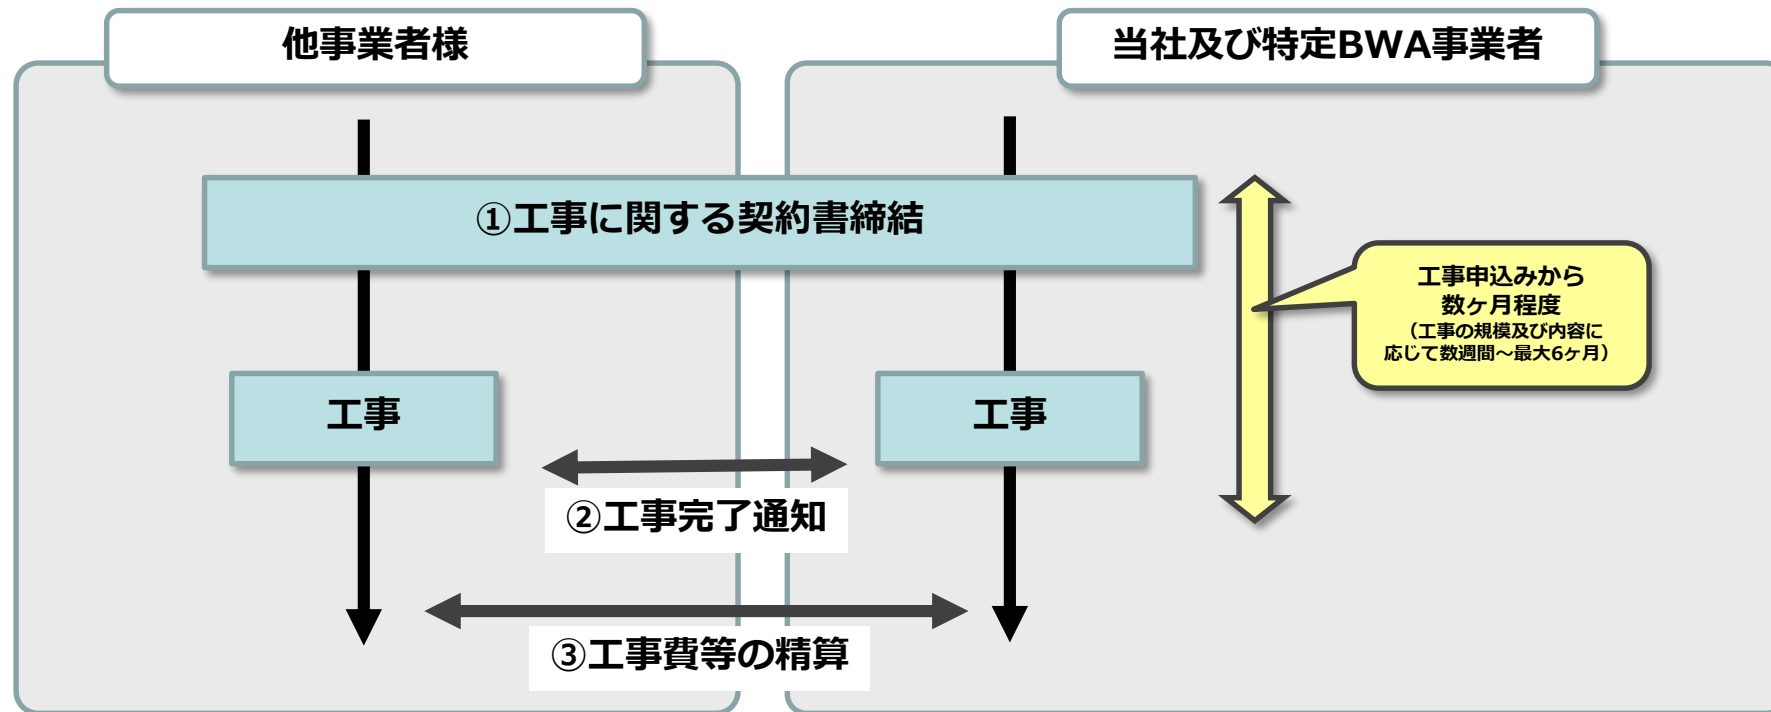 他事業者様
当社及び特定BWA事業者
①工事に関する契約書締結
工事申込みから
数ヶ月程度
（工事の規模及び内容に
応じて数週間～最大6ヶ月）
工事
工事
②工事完了通知
③工事費等の精算